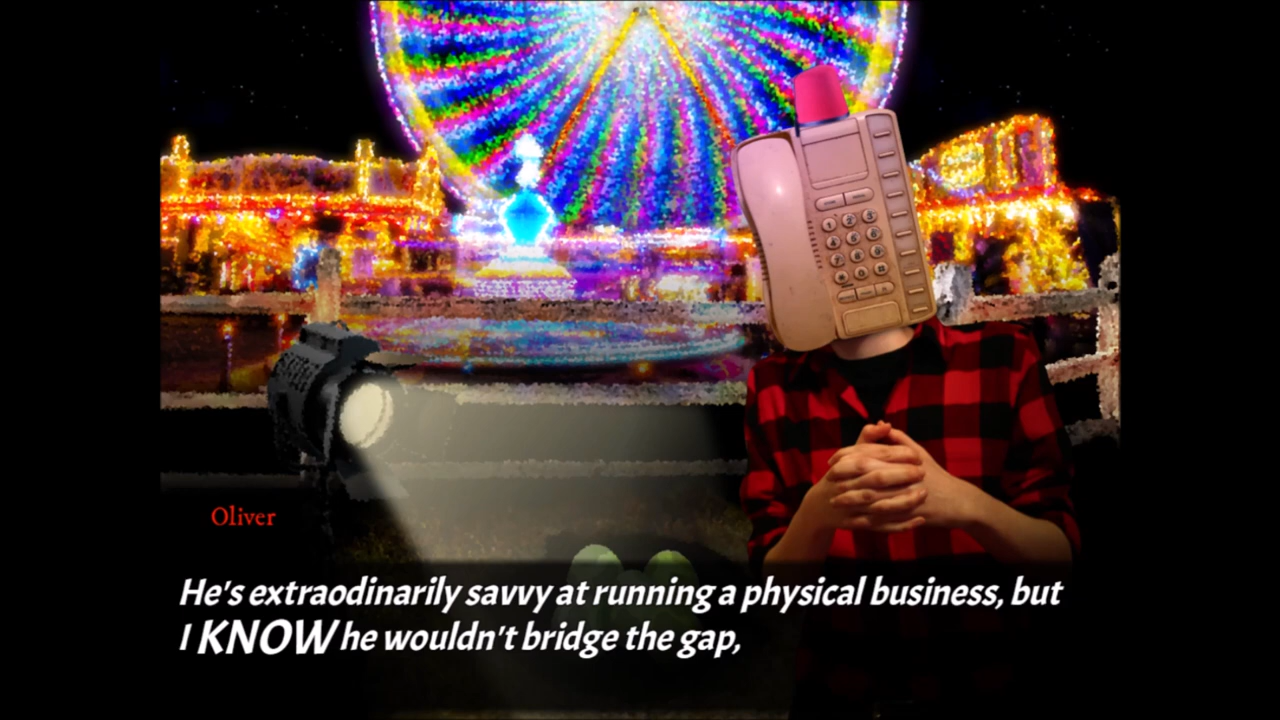 Oliver
He's extraodinarily savvy at running a physical business, but
I KNOW he wouldn't bridge the gap,